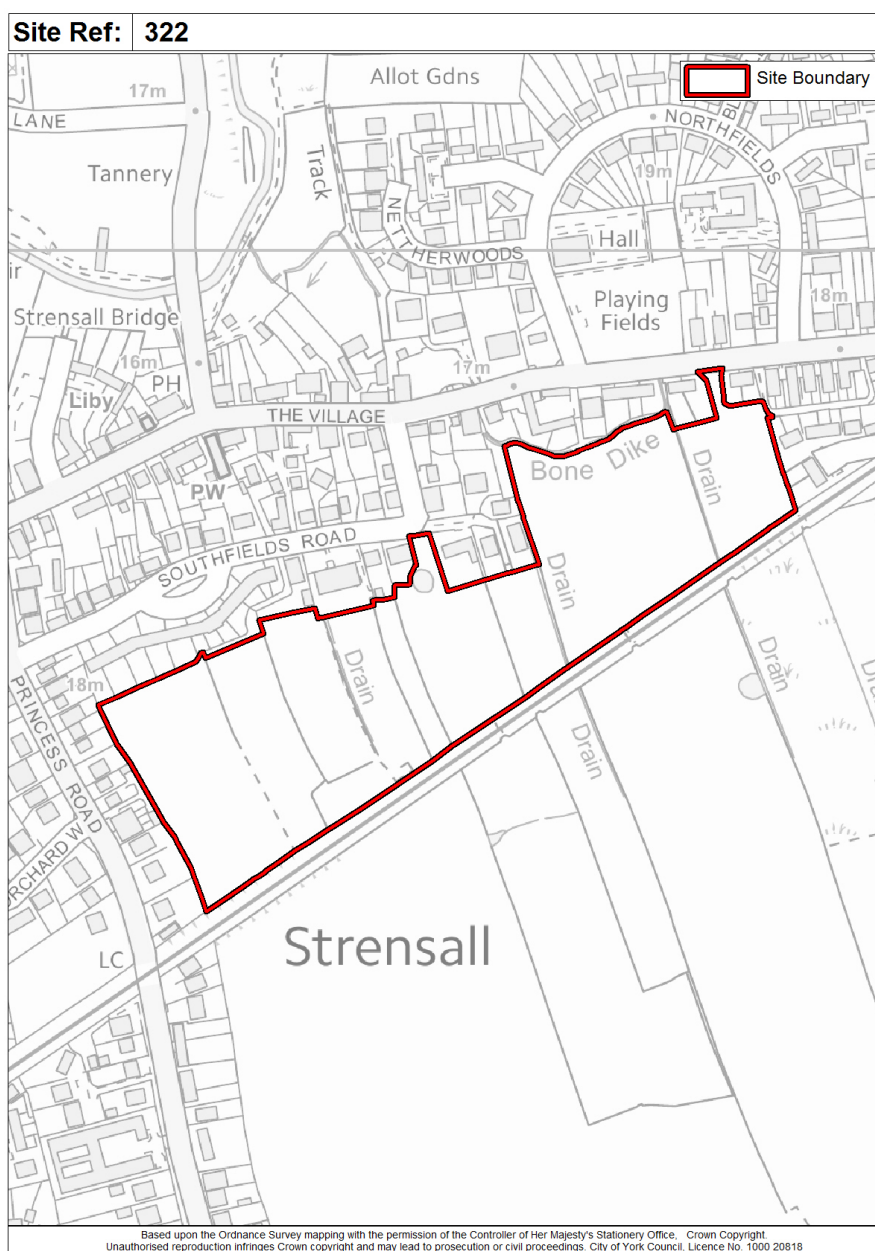 Site Ref: 322
Site Boundary
Allot Gdns
17m
LANE
NORTHFIELDS
Tannery
Track
19m
NETTHERWOODS
Hall
Playing
Fields
18m
Strensall Bridge
16m
PH
17m
Liby
THE VILLAGE
PW
Bone Dike
Drain
SOUTHFIELDS ROAD
Drain
Drain
Drain
18m
PRINCESS ROAD
Drain
ORCHARD W
Strensall
LC
Based upon the Ordnance Survey mapping with the permission of the Controller of Her Majesty's Stationery Office, Crown Copyright.
Unauthorised reproduction infringes Crown copyright and may lead to prosecution or civil proceedings. City of York Council. Licence No. 1000 20818